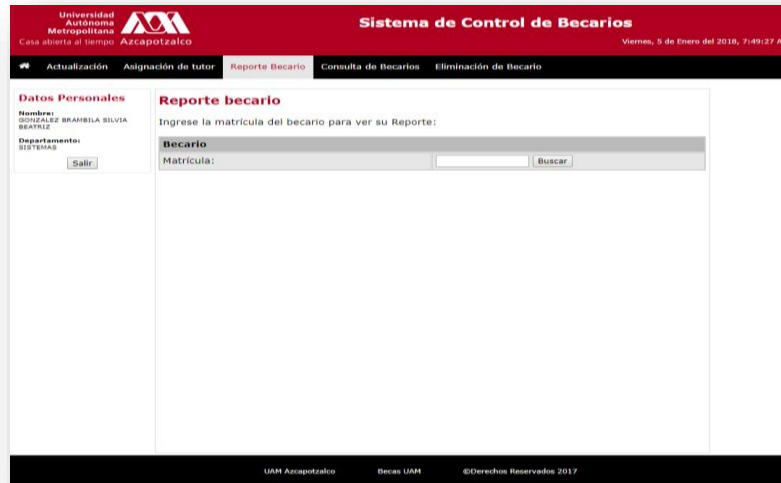 Universidad
Autónoma
Metropolitana
Casa abierta al tiempo Azcapotzalco
Sistema de Control de Becarios
Viernes, 5 de Enero del 2018, 7:49:27 A
Actualización Asignación de tutor Reporte Becario Consulta de Becarios Eliminación de Becario
Datos Personales
Nombre:
GONZALEZ BRAMBILA SILVIA
BEATRIZ
Departamento:
SISTEMAS
Salir
Reporte becario
Ingrese la matrícula del becario para ver su Reporte:
Becario
Matrícula: Buscar
UAM Azcapotzalco Becas UAM ©Derechos Reservados 2017